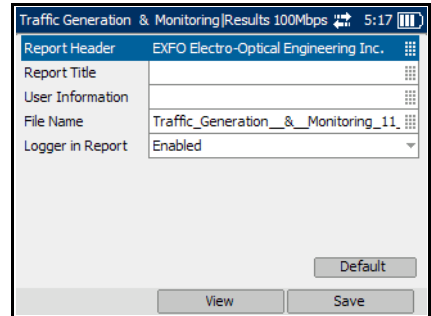 Traffic Generation & Monitoring|Results 100Mbps 5:17
Report Header EXFO Electro-Optical Engineering Inc.
Report Title
User Information
File Name Traffic_Generation__&__Monitoring_11_
Logger in Report Enabled
Default
View Save